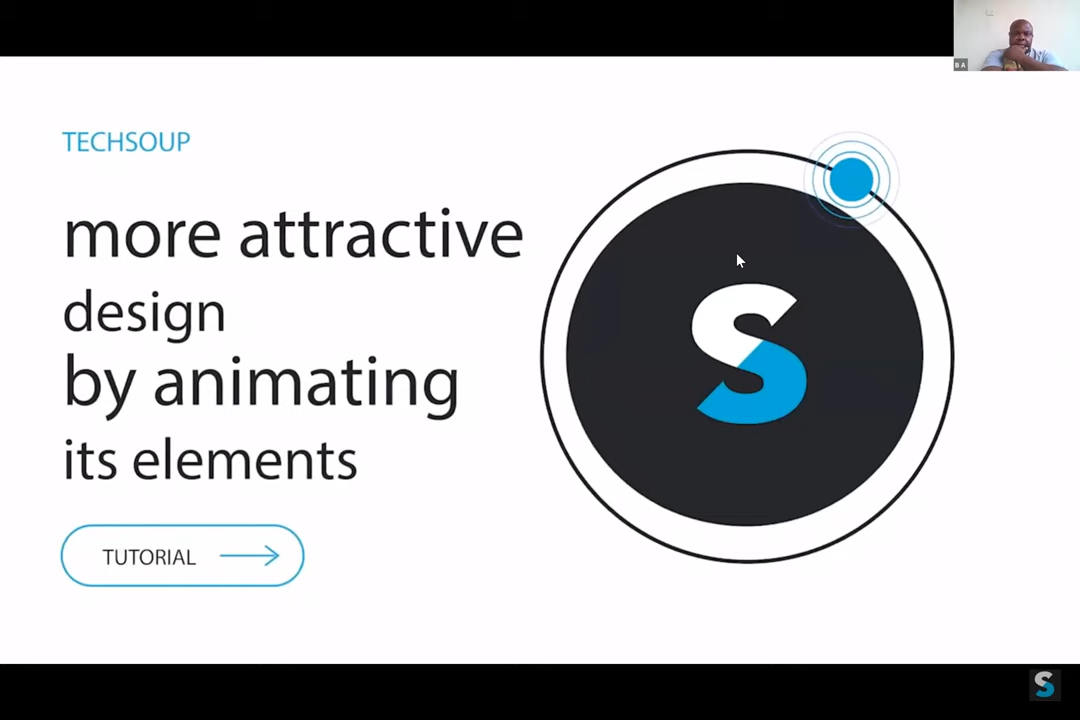 B A
TECHSOUP
more attractive
design
by animating
its elements
TUTORIAL
S
S